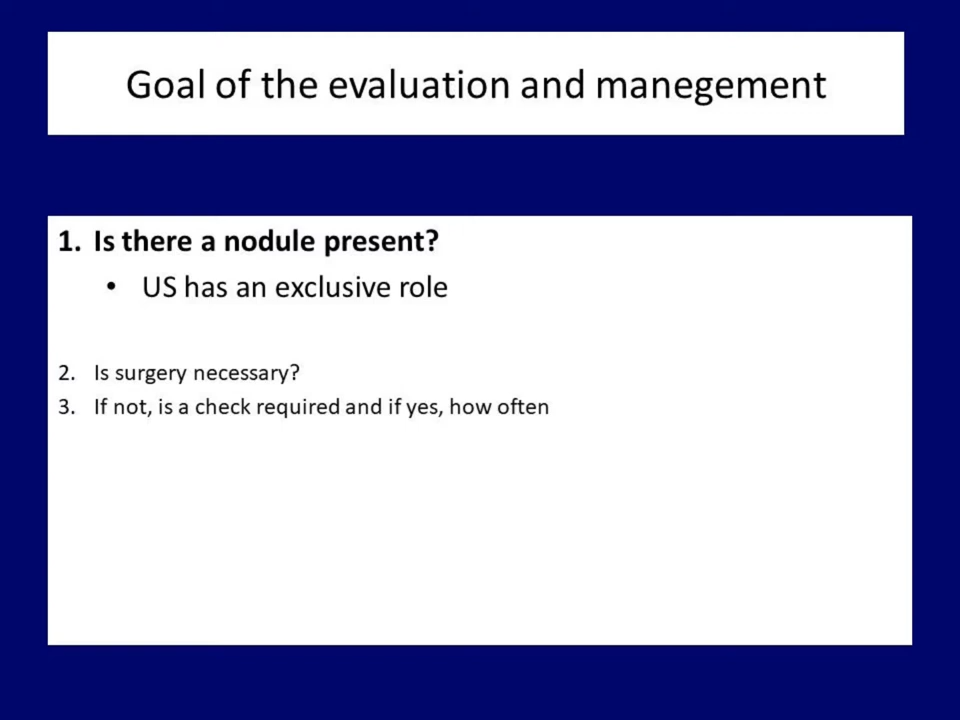 Goal of the evaluation and manegement
1. Is there a nodule present?
• US has an exclusive role
2. Is surgery necessary?
3. If not, is a check required and if yes, how often